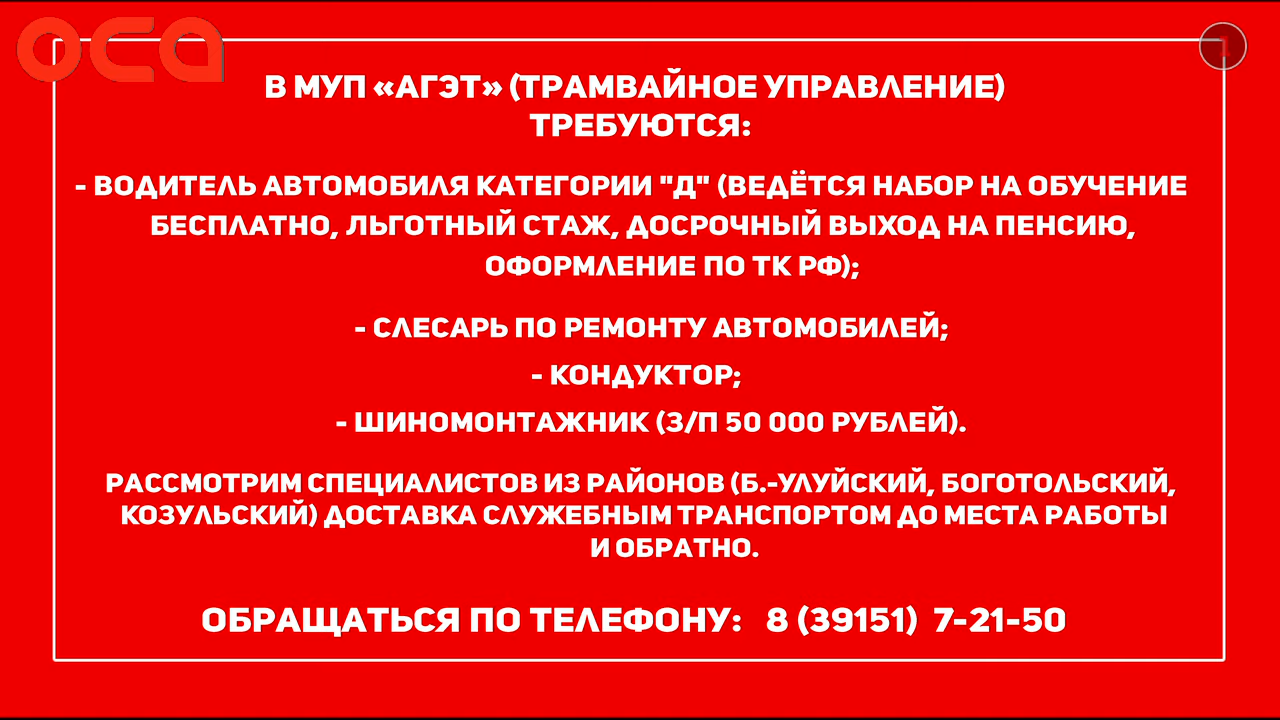 оса
1
В МУП «АГЭТ» (ТРАМВАЙНОЕ УПРАВЛЕНИЕ)
ТРЕБУЮТСЯ:
- ВОДИТЕЛЬ АВТОМОБИЛЯ КАТЕГОРИИ "Д" (ВЕДЁТСЯ НАБОР НА ОБУЧЕНИЕ
БЕСПЛАТНО, ЛЬГОТНЫЙ СТАЖ, ДОСРОЧНЫЙ ВЫХОД НА ПЕНСИЮ,
ОФОРМЛЕНИЕ ПО ТК РФ);
- СЛЕСАРЬ ПО РЕМОНТУ АВТОМОБИЛЕЙ;
- КОНДУКТОР;
- ШИНОМОНТАЖНИК (З/П 50 000 РУБЛЕЙ).
РАССМОТРИМ СПЕЦИАЛИСТОВ ИЗ РАЙОНОВ (Б.-УЛУЙСКИЙ, БОГОТОЛЬСКИЙ,
КОЗУЛЬСКИЙ) ДОСТАВКА СЛУЖЕБНЫМ ТРАНСПОРТОМ ДО МЕСТА РАБОТЫ
И ОБРАТНО.
ОБРАЩАТЬСЯ ПО ТЕЛЕФОНУ: 8 (39151) 7-21-50